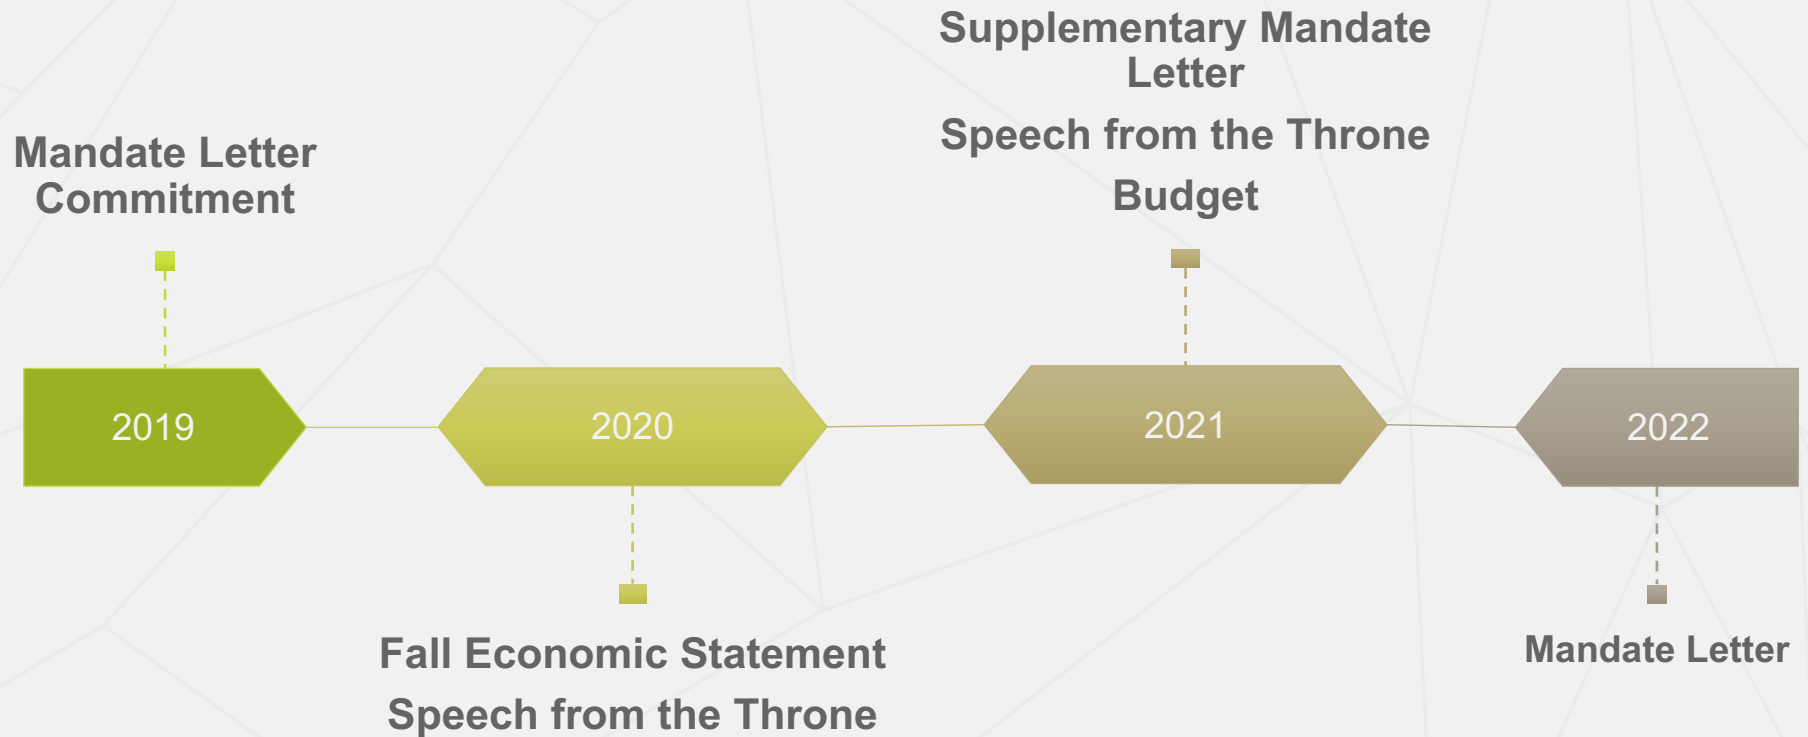 Mandate Letter
Commitment
2019
2020
Fall Economic Statement
Speech from the Throne
Supplementary Mandate
Letter
Speech from the Throne
Budget
2021
2022
Mandate Letter